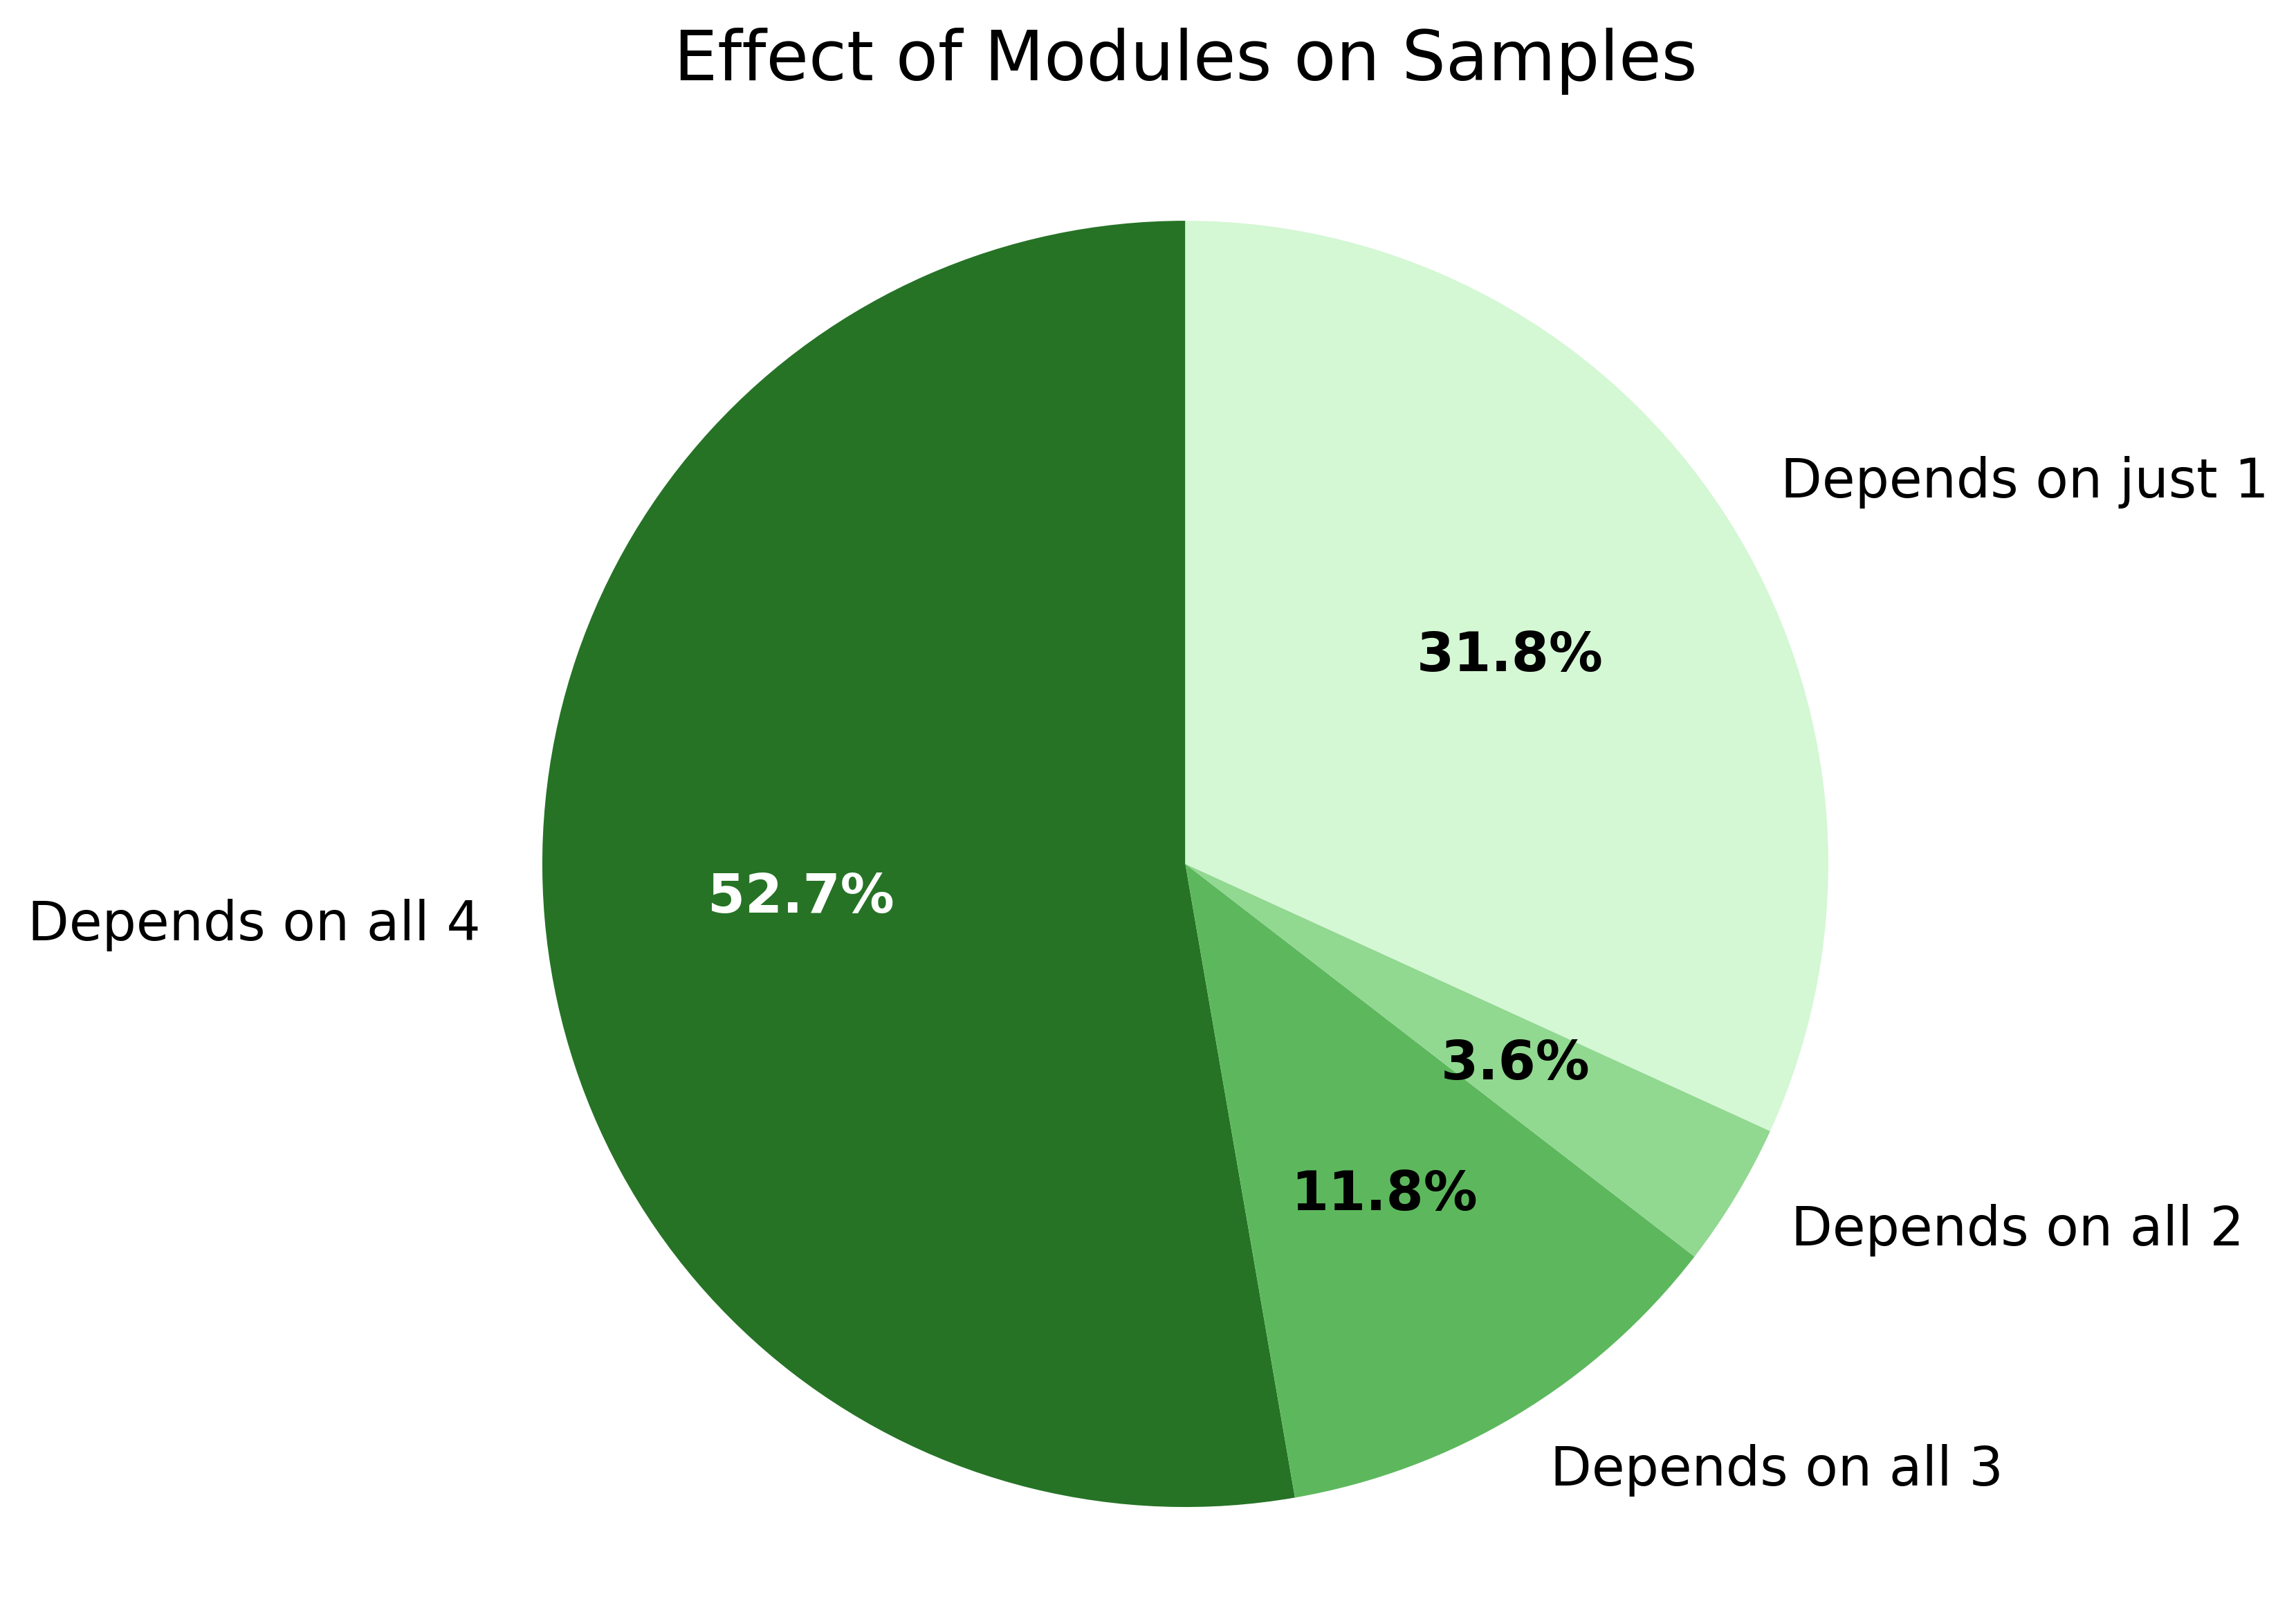 Effect of Modules on Samples
Depends on just 1
31.8%
52.7%
Depends on all 4
3.6%
11.8%
Depends on all 2
Depends on all 3